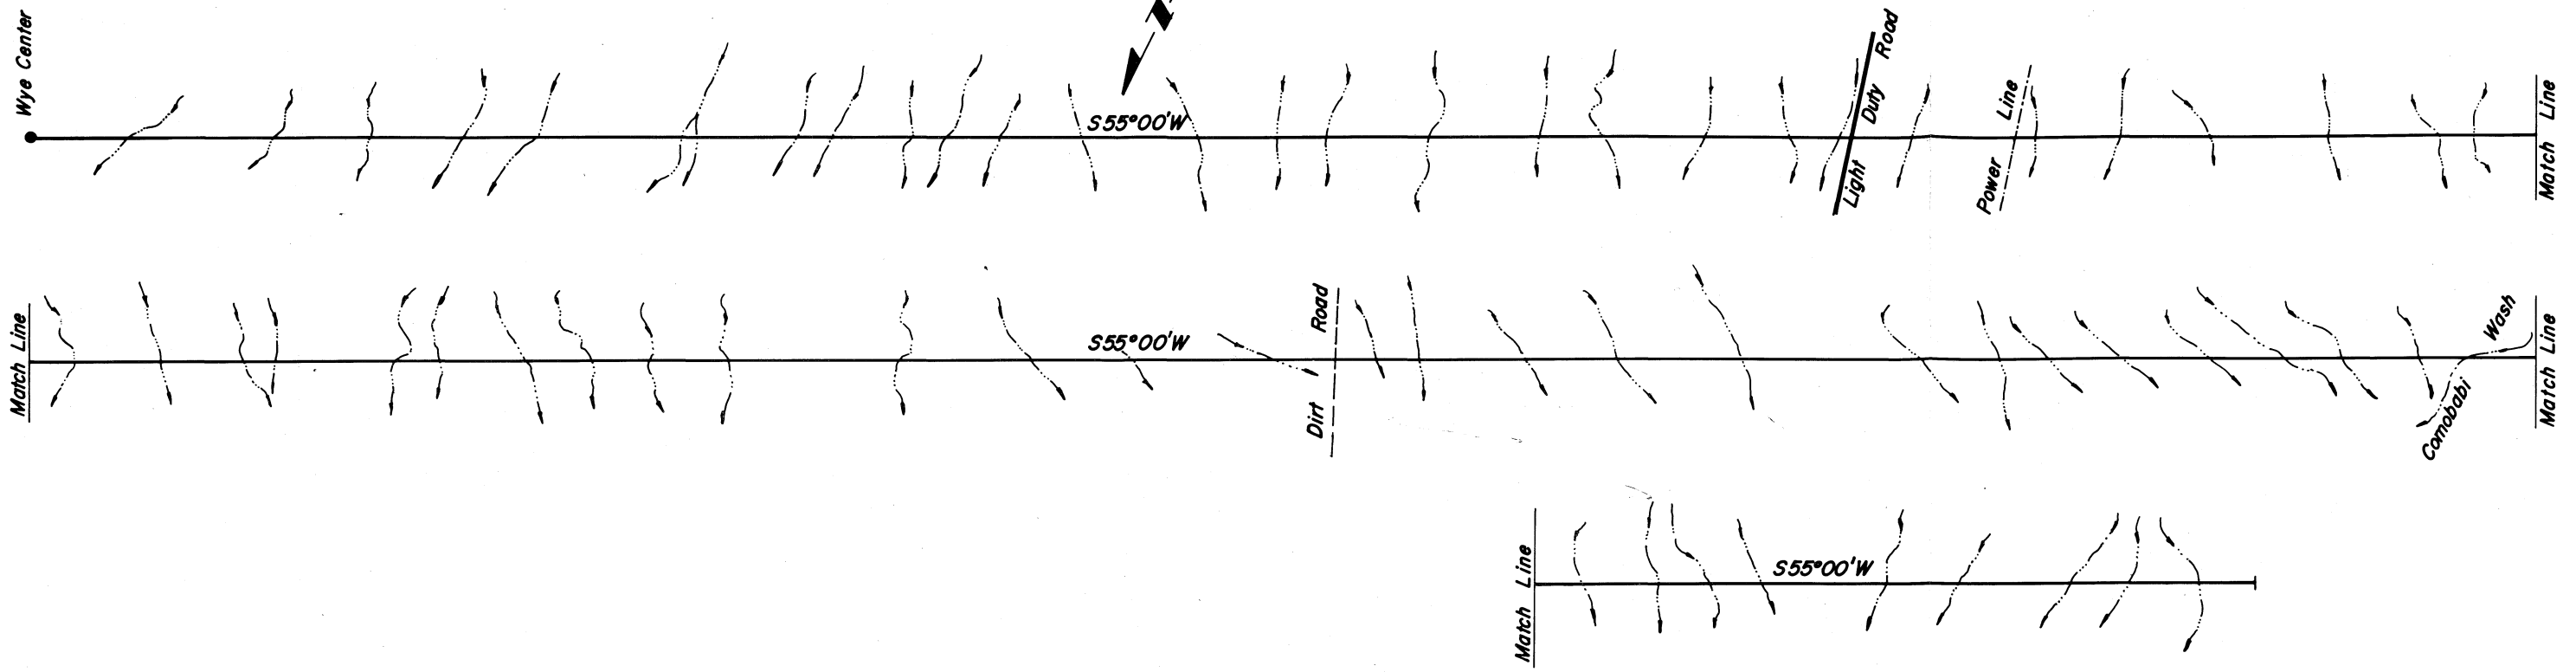 Wye Center
S55°00'W
Light Duty Road
Power Line
Match Line
Match Line
S55°00'W
Dirt Road
Comobabi Wash
Match Line
Match Line
S55°00'W